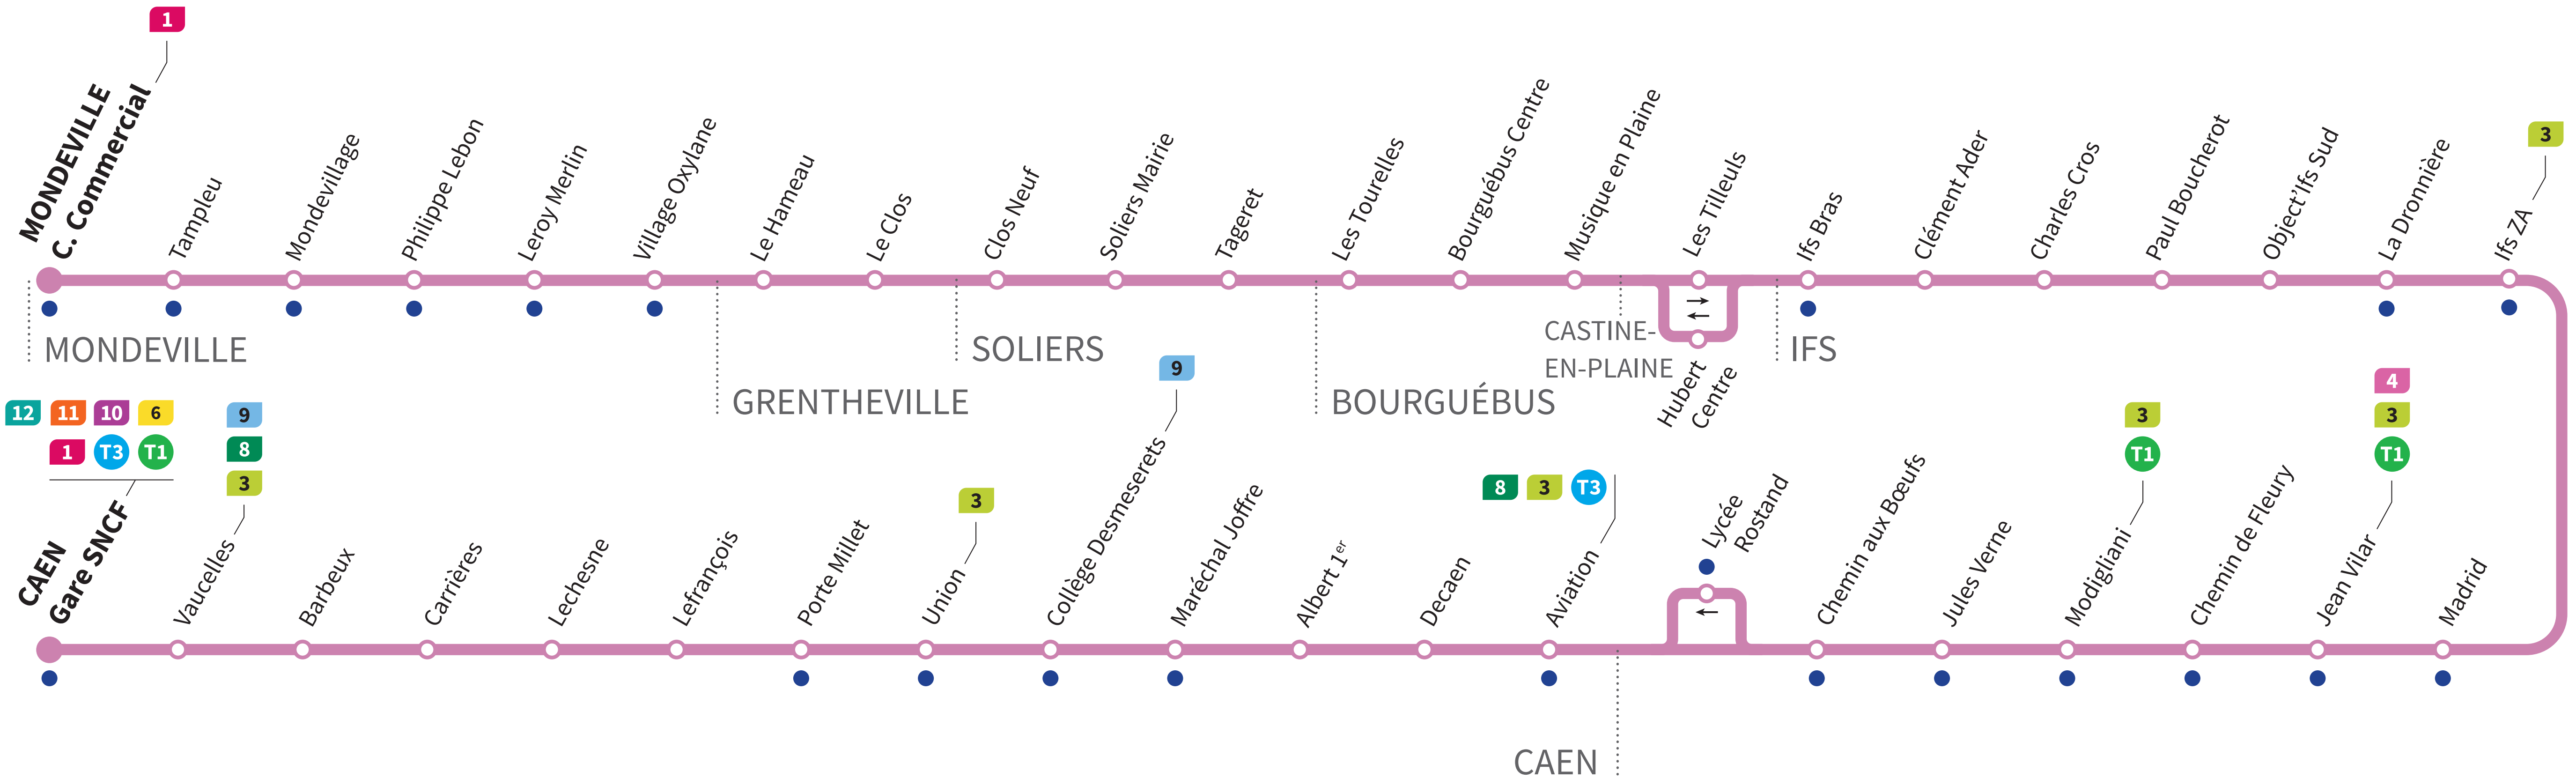 1
MONDEVILLE
C. Commercial
Tampleu
Mondevillage
Philippe Lebon
Leroy Merlin
Village Oxylane
Le Hameau
Le Clos
Clos Neuf
Soliers Mairie
Tageret
Les Tourelles
Bourguébus Centre
Musique en Plaine
Les Tilleuls
Hubert
Centre
Ifs Bras
Clément Ader
Charles Cros
Paul Boucherot
Object'Ifs Sud
La Dronnière
Ifs ZA
3
MONDEVILLE
GRENTHEVILLE
SOLIERS
BOURGUÉBUS
CASTINE-
EN-PLAINE
IFS
12 11 10 6
1 T3 T1
CAEN
Gare SNCF
9
8
3
Vaucelles
Barbeux
Carrières
Lechesne
Lefrançois
Porte Millet
3
Union
9
Collège Desmeserets
Maréchal Joffre
Albert 1er
Decaen
8 3 T3
Aviation
Lycée
Rostand
Chemin aux Bœufs
Jules Verne
3
T1
Modigliani
Chemin de Fleury
4
3
T1
Jean Vilar
Madrid
CAEN